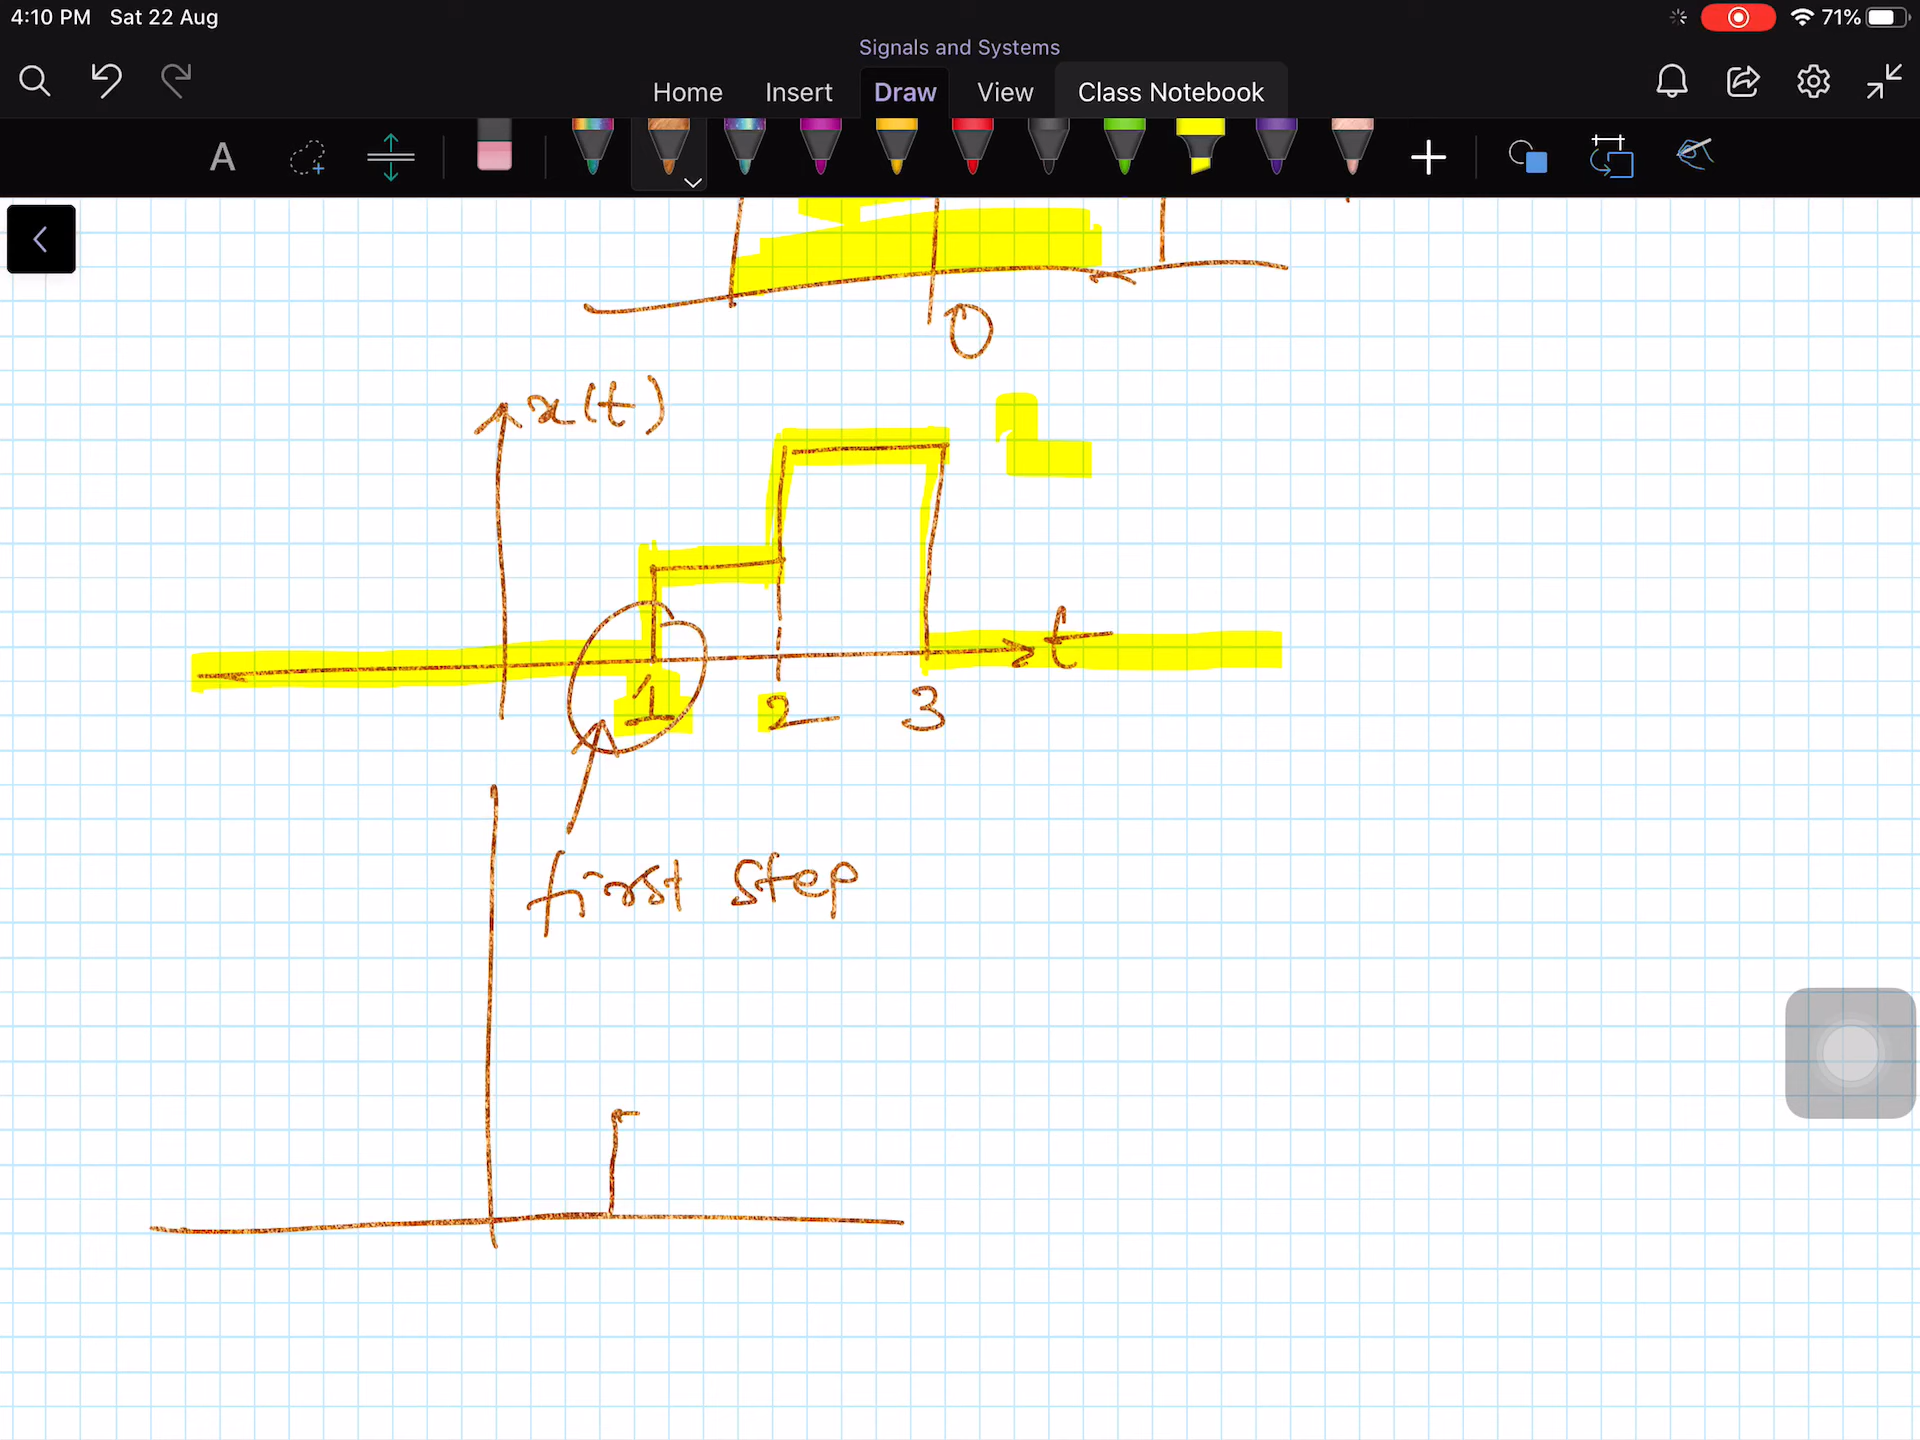 4:10 PM Sat 22 Aug
71%
Signals and Systems
Home Insert Draw View Class Notebook
A
0
x(t)
t
1 2 3
first step